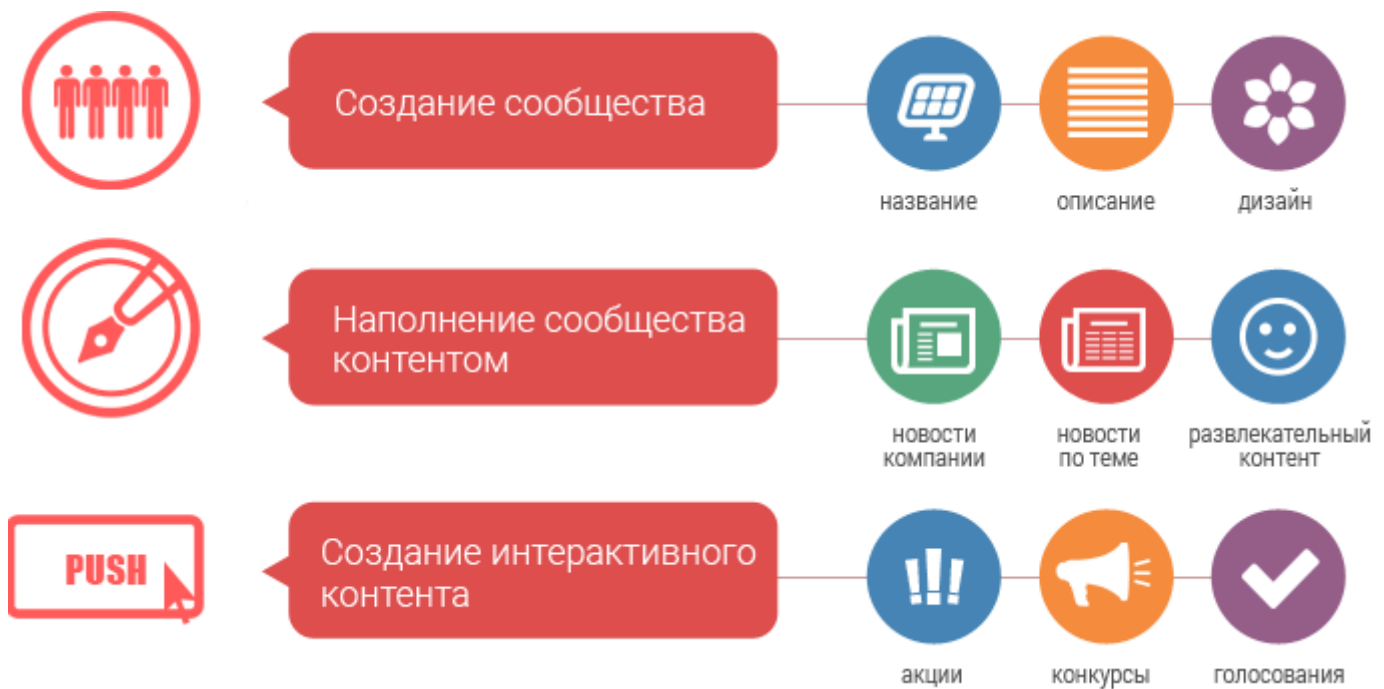 Создание сообщества
название
описание
дизайн
Наполнение сообщества
контентом
новости
компании
новости
по теме
развлекательный
контент
PUSH
Создание интерактивного
контента
акции
конкурсы
голосования